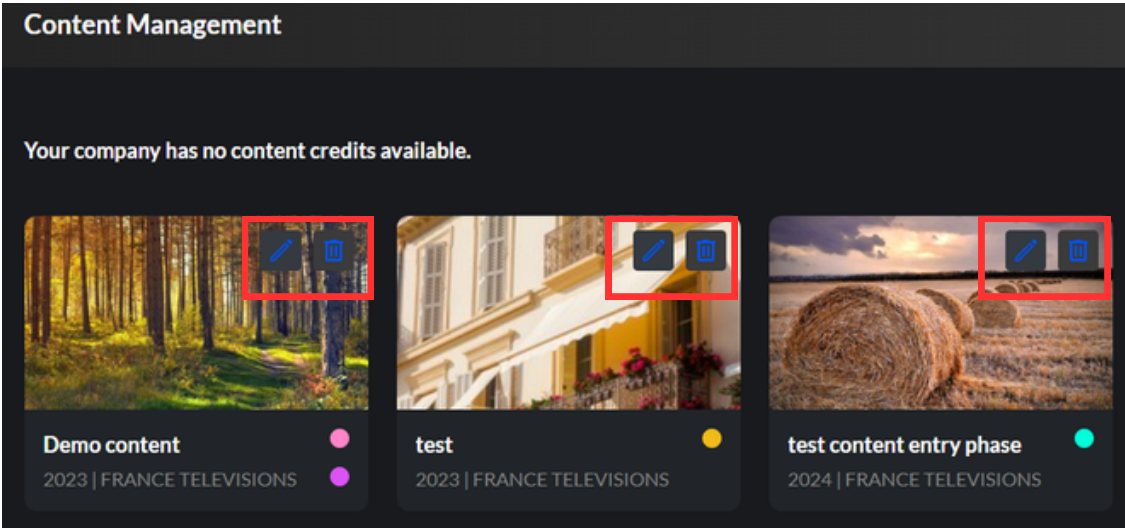 Content Management
Your company has no content credits available.
Demo content
2023 | FRANCE TELEVISIONS
test
2023 | FRANCE TELEVISIONS
test content entry phase
2024 | FRANCE TELEVISIONS